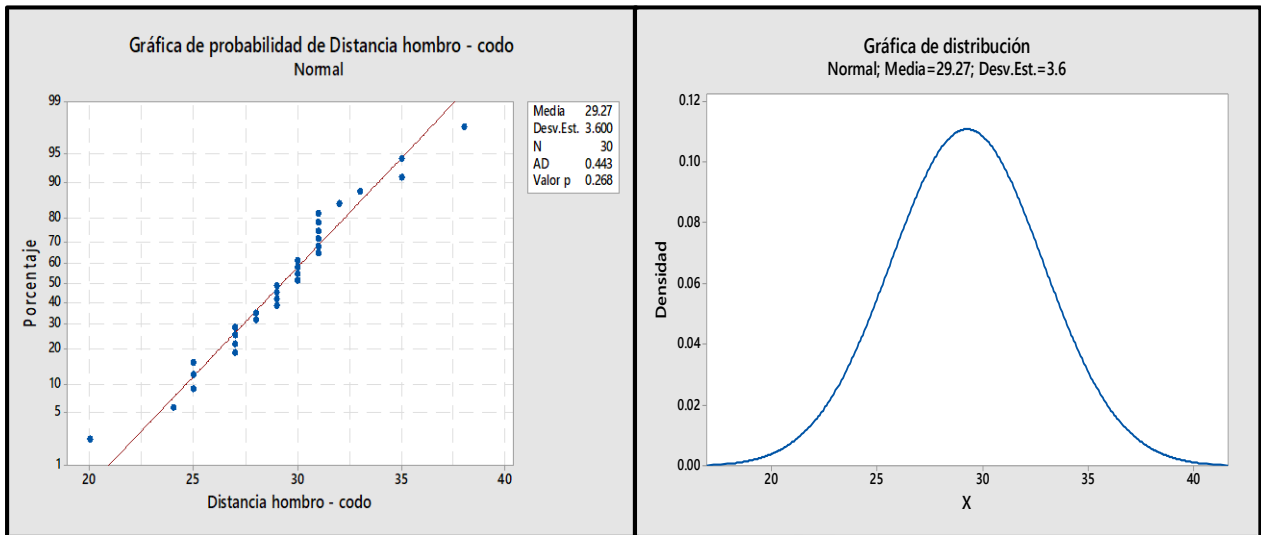 Gráfica de probabilidad de Distancia hombro - codo
Normal
99
95
90
80
70
60
50
40
30
20
10
5
1
Porcentaje
20 25 30 35 40
Distancia hombro - codo
Media 29.27
Desv.Est. 3.600
N 30
AD 0.443
Valor p 0.268
Gráfica de distribución
Normal; Media=29.27; Desv.Est.=3.6
0.12
0.10
0.08
0.06
0.04
0.02
0.00
Densidad
20 25 30 35 40
X